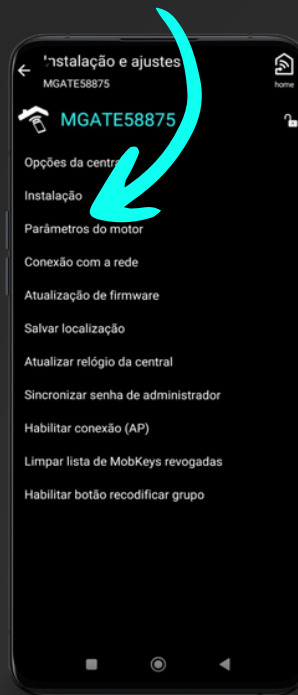 Instalação e ajustes
MGATE58875
home
MGATE58875
Opções da centra
Instalação
Parâmetros do motor
Conexão com a rede
Atualização de firmware
Salvar localização
Atualizar relógio da central
Sincronizar senha de administrador
Habilitar conexão (AP)
Limpar lista de MobKeys revogadas
Habilitar botão recodificar grupo